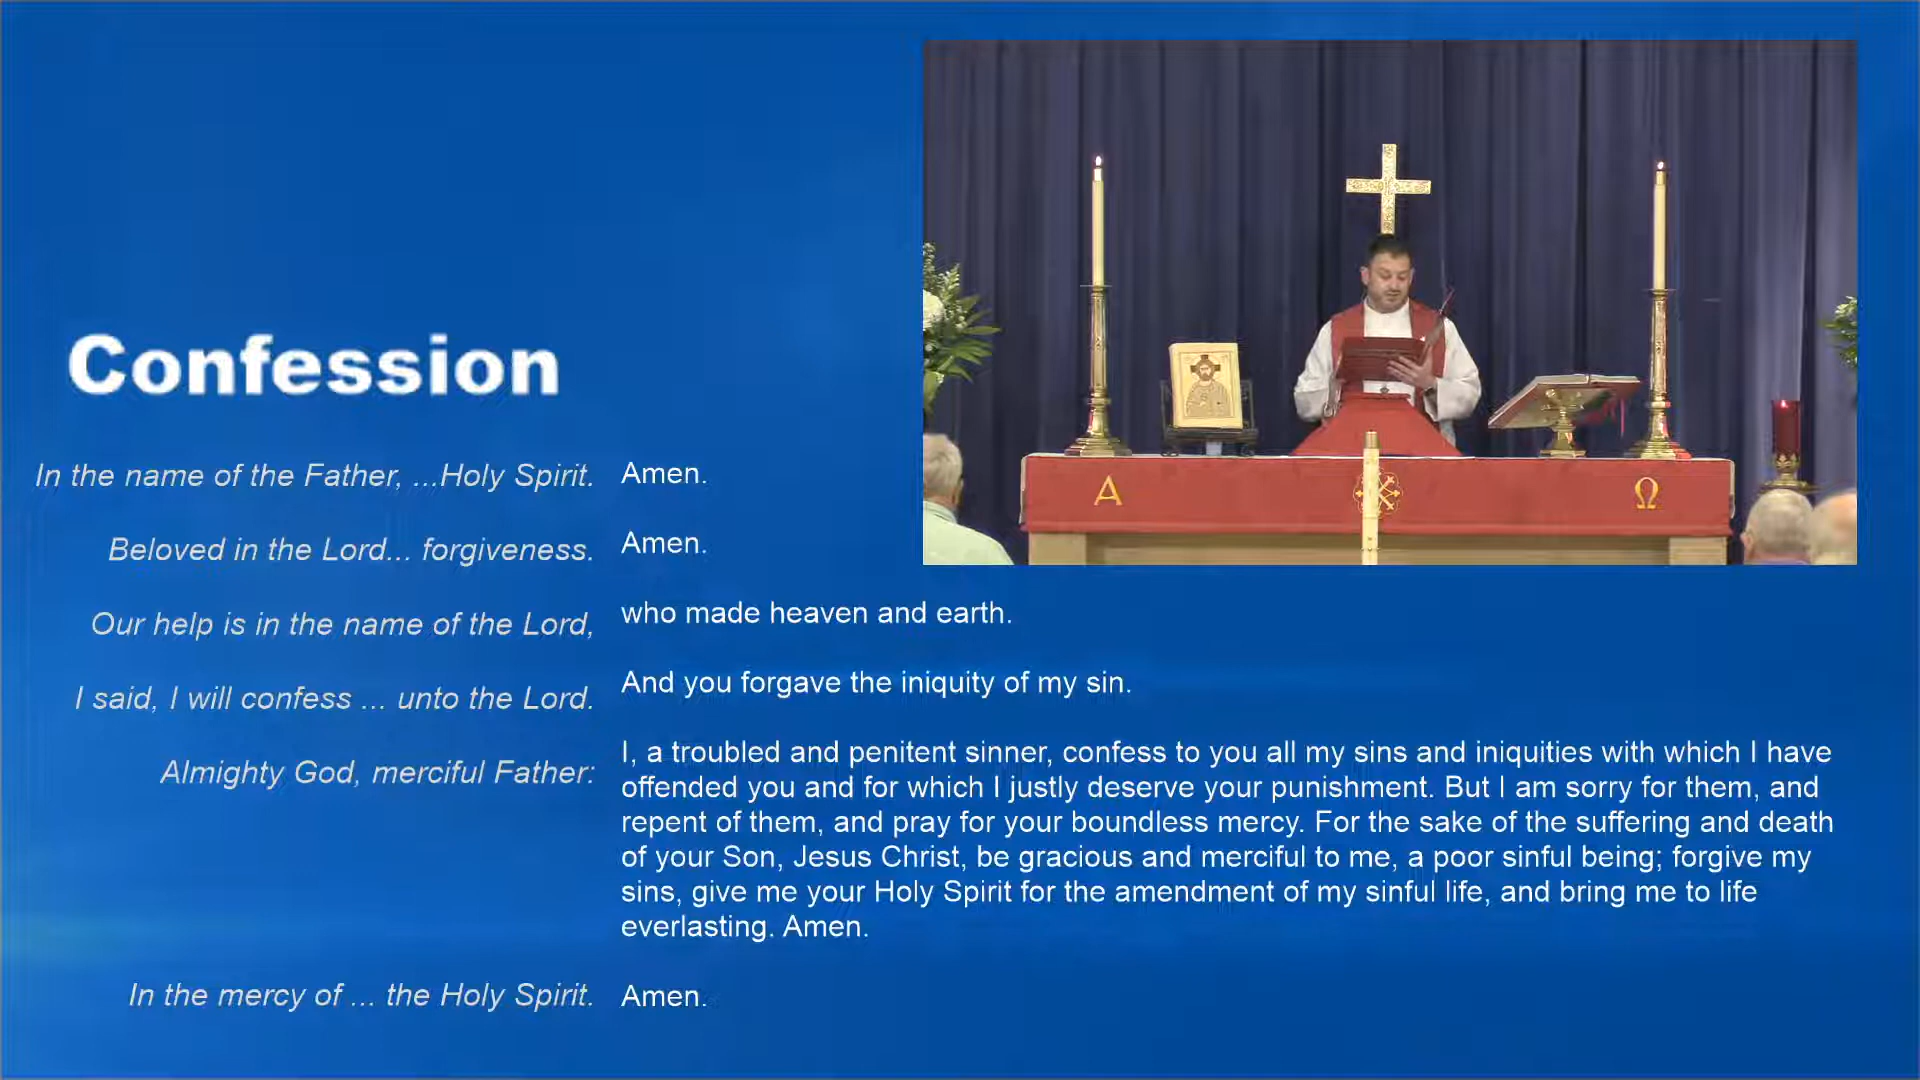 Confession
In the name of the Father, ...Holy Spirit. Amen.
Beloved in the Lord... forgiveness. Amen.
Our help is in the name of the Lord, who made heaven and earth.
I said, I will confess ... unto the Lord. And you forgave the iniquity of my sin.
Almighty God, merciful Father: I, a troubled and penitent sinner, confess to you all my sins and iniquities with which I have
offended you and for which I justly deserve your punishment. But I am sorry for them, and
repent of them, and pray for your boundless mercy. For the sake of the suffering and death
of your Son, Jesus Christ, be gracious and merciful to me, a poor sinful being; forgive my
sins, give me your Holy Spirit for the amendment of my sinful life, and bring me to life
everlasting. Amen.
In the mercy of ... the Holy Spirit. Amen.
Α
Ω